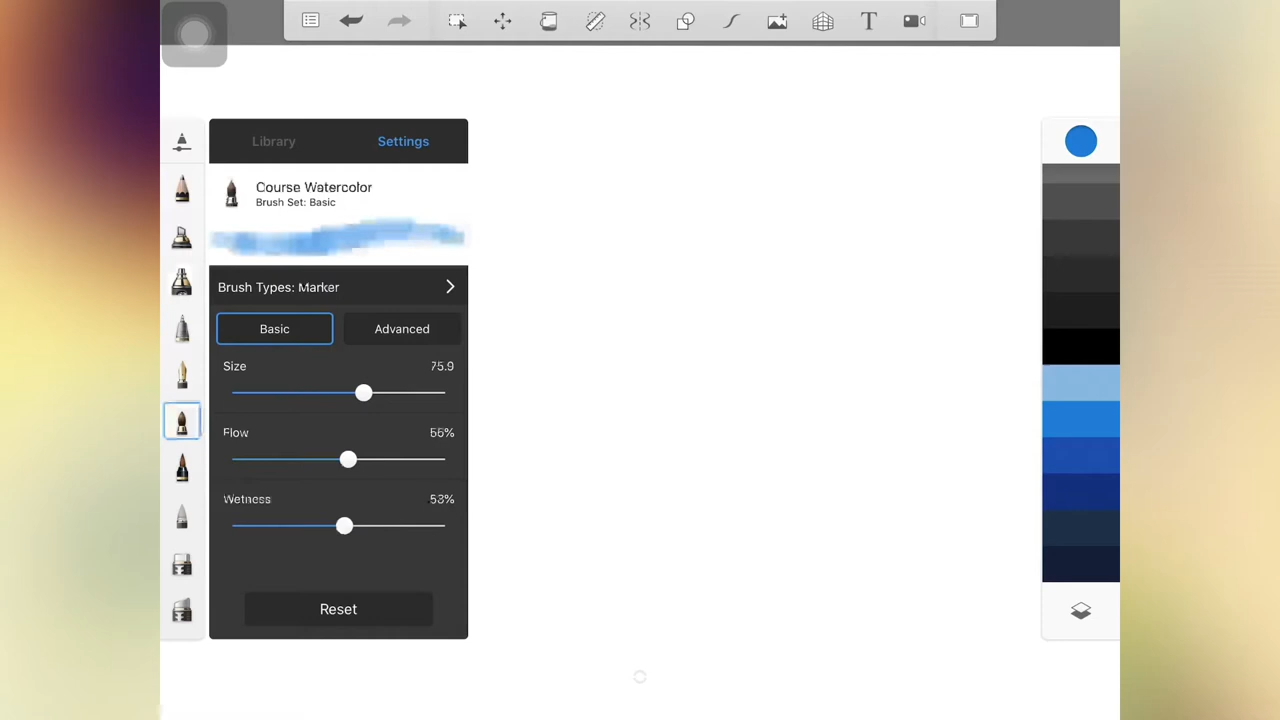 T
Library
Settings
Course Watercolor
Brush Set: Basic
Brush Types: Marker
Basic
Advanced
Size
75.9
Flow
55%
Wetness
53%
Reset